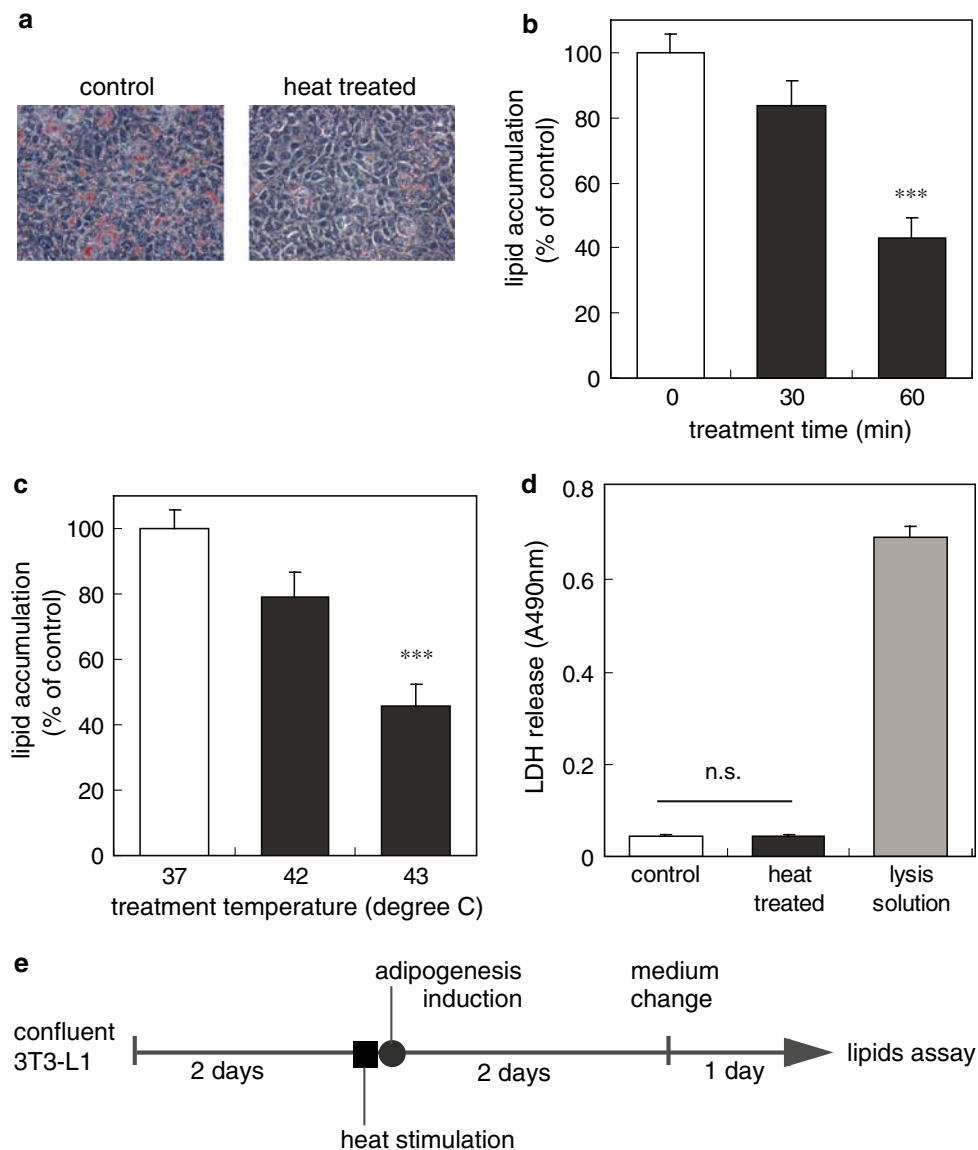 a
control
heat treated
b
lipid accumulation
(% of control)
100
80
60
40
20
0
***
0 30 60
treatment time (min)
c
lipid accumulation
(% of control)
100
80
60
40
20
0
***
37 42 43
treatment temperature (degree C)
d
LDH release (A490nm)
0.8
0.6
0.4
0.2
0
n.s.
control
heat
treated
lysis
solution
e
confluent
3T3-L1
2 days
adipogenesis
induction
heat stimulation
2 days
medium
change
1 day
lipids assay